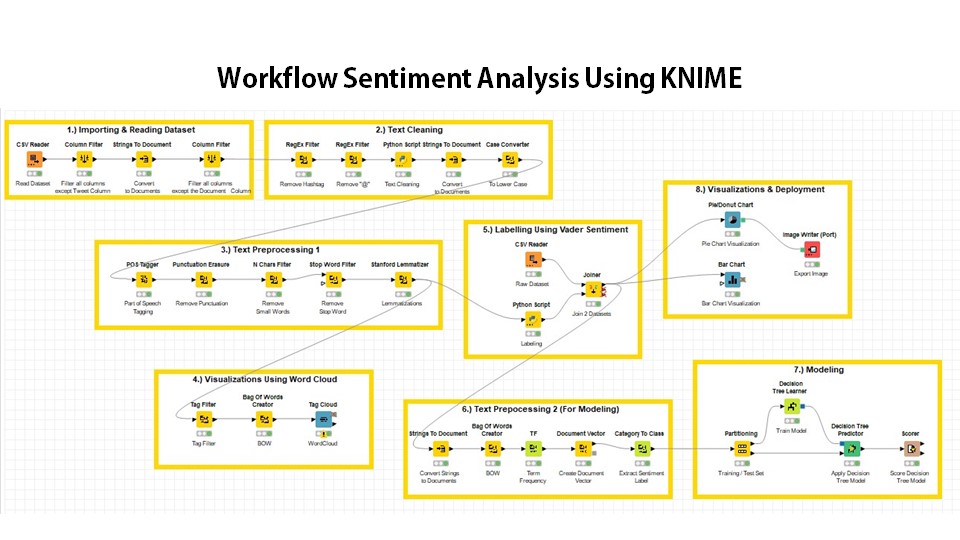 Workflow Sentiment Analysis Using KNIME
1.) Importing & Reading Dataset
CSV Reader
Column Filter
Strings To Document
Column Filter
Read Dataset
Filter all columns
except Tweet Column
Convert
to Documents
Filter all columns
except the Document Column
2.) Text Cleaning
RegEx Filter
RegEx Filter
Python Script
Strings To Document
Case Converter
Remove Hashtag
Remove "@"
Text Cleaning
Convert
to Documents
To Lower Case
3.) Text Preprocessing 1
POS Tagger
Punctuation Erasure
N Chars Filter
Stop Word Filter
Stanford Lemmatizer
Part of Speech
Tagging
Remove Punctuation
Remove
Small Words
Remove
Stop Word
Lemmatizations
4.) Visualizations Using Word Cloud
Tag Filter
Bag Of Words
Creator
Tag Cloud
Tag Filter
BOW
WordCloud
5.) Labelling Using Vader Sentiment
CSV Reader
Raw Dataset
Joiner
Join 2 Datasets
Python Script
Labeling
6.) Text Prepocessing 2 (For Modeling)
Strings To Document
Bag Of Words
Creator
TF
Document Vector
Category To Class
Convert Strings
to Documents
BOW
Term
Frequency
Create Document
Vector
Extract Sentiment
Label
7.) Modeling
Decision
Tree Learner
Train Model
Partitioning
Training / Test Set
Decision Tree
Predictor
Apply Decision
Tree Model
Scorer
Score Decision
Tree Model
8.) Visualizations & Deployment
Pie/Donut Chart
Pie Chart Visualization
Image Writer (Port)
Export Image
Bar Chart
Bar Chart Visualization